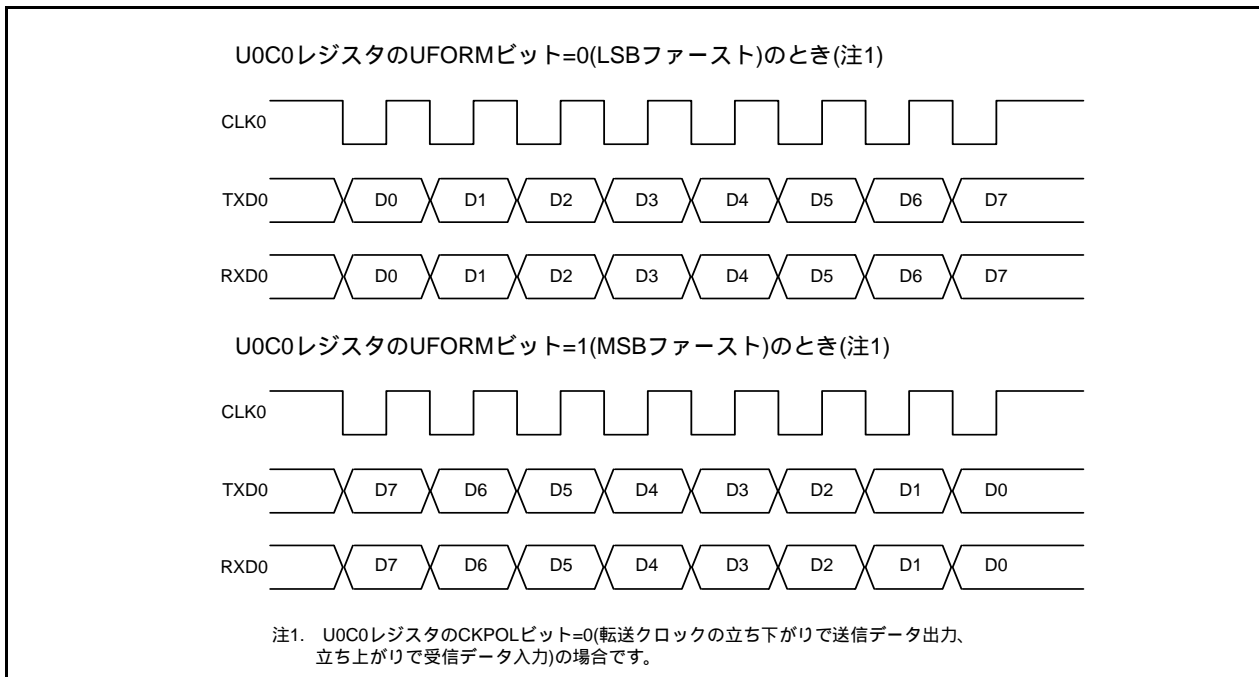 U0C0レジスタのUFORMビット=0(LSBファースト)のとき(注1)
CLK0
TXD0 D0 D1 D2 D3 D4 D5 D6 D7
RXD0 D0 D1 D2 D3 D4 D5 D6 D7
U0C0レジスタのUFORMビット=1(MSBファースト)のとき(注1)
CLK0
TXD0 D7 D6 D5 D4 D3 D2 D1 D0
RXD0 D7 D6 D5 D4 D3 D2 D1 D0
注1. U0C0レジスタのCKPOLビット=0(転送クロックの立ち下がりで送信データ出力、
立ち上がりで受信データ入力)の場合です。